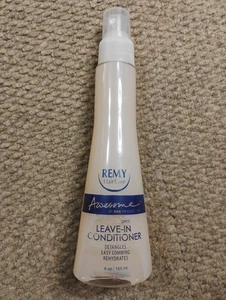 REMY
Awesome
LEAVE-IN
CONDITIONER
DETANGLES
EASY COMBING
REHYDRATES